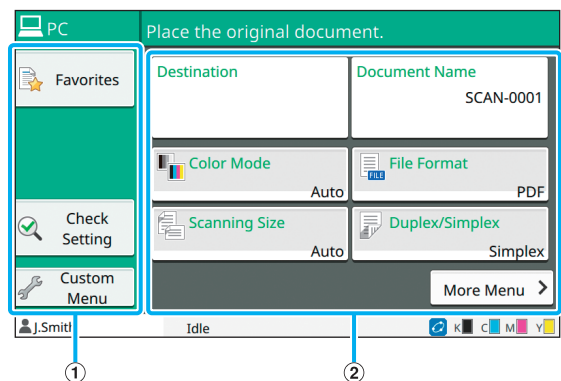 PC
Place the original document.
Favorites
Check
Setting
Custom
Menu
Destination
Document Name
SCAN-0001
Color Mode
Auto
File Format
FILE
PDF
Scanning Size
Auto
Duplex/Simplex
Simplex
More Menu
J.Smith
Idle
K C M Y
1
2